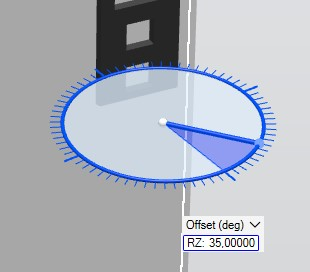 Offset (deg)
RZ: 35,00000